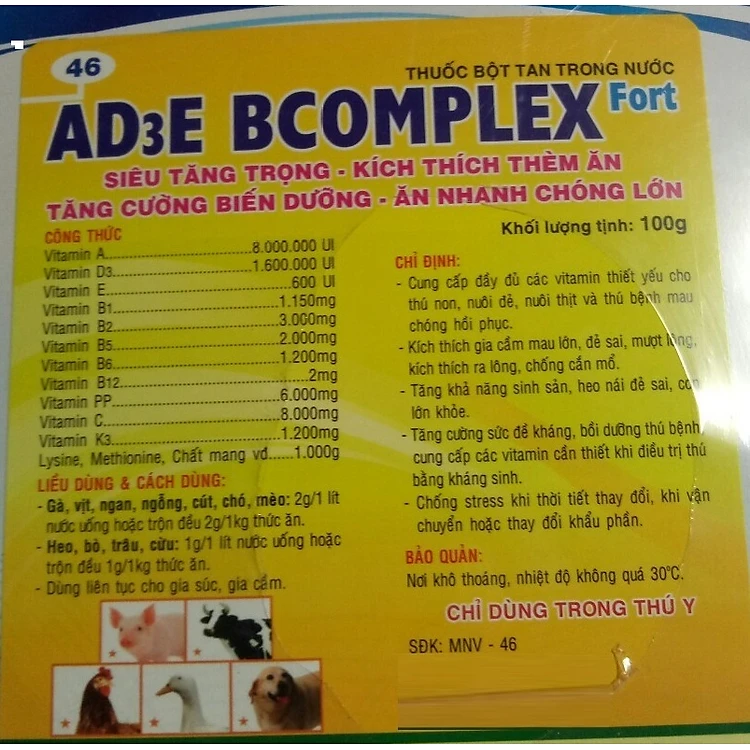 46
THUỐC BỘT TAN TRONG NƯỚC
AD3E BCOMPLEX Fort
SIÊU TĂNG TRỌNG - KÍCH THÍCH THÈM ĂN
TĂNG CƯỜNG BIẾN DƯỠNG - ĂN NHANH CHÓNG LỚN
Khối lượng tịnh: 100g
CÔNG THỨC
Vitamin A..............................8.000.000 UI
Vitamin D3............................1.600.000 UI
Vitamin E......................................600 UI
Vitamin B1...................................1.150mg
Vitamin B2...................................3.000mg
Vitamin B5...................................2.000mg
Vitamin B6...................................1.200mg
Vitamin B12.......................................2mg
Vitamin PP...................................6.000mg
Vitamin C.....................................8.000mg
Vitamin K3...................................1.200mg
Lysine, Methionine, Chất mang vđ......1.000g
LIỀU DÙNG & CÁCH DÙNG:
- Gà, vịt, ngan, ngỗng, cút, chó, mèo: 2g/1 lít
nước uống hoặc trộn đều 2g/1kg thức ăn.
- Heo, bò, trâu, cừu: 1g/1 lít nước uống hoặc
trộn đều 1g/1kg thức ăn.
- Dùng liên tục cho gia súc, gia cầm.
CHỈ ĐỊNH:
- Cung cấp đầy đủ các vitamin thiết yếu cho
thú non, nuôi đẻ, nuôi thịt và thú bệnh mau
chóng hồi phục.
- Kích thích gia cầm mau lớn, đẻ sai, mượt lông,
kích thích ra lông, chống cắn mổ.
- Tăng khả năng sinh sản, heo nái đẻ sai, con
lớn khỏe.
- Tăng cường sức đề kháng, bồi dưỡng thú bệnh,
cung cấp các vitamin cần thiết khi điều trị thú
bằng kháng sinh.
- Chống stress khi thời tiết thay đổi, khi vận
chuyển hoặc thay đổi khẩu phần.
BẢO QUẢN:
Nơi khô thoáng, nhiệt độ không quá 30°C.
CHỈ DÙNG TRONG THÚ Y
SĐK: MNV - 46